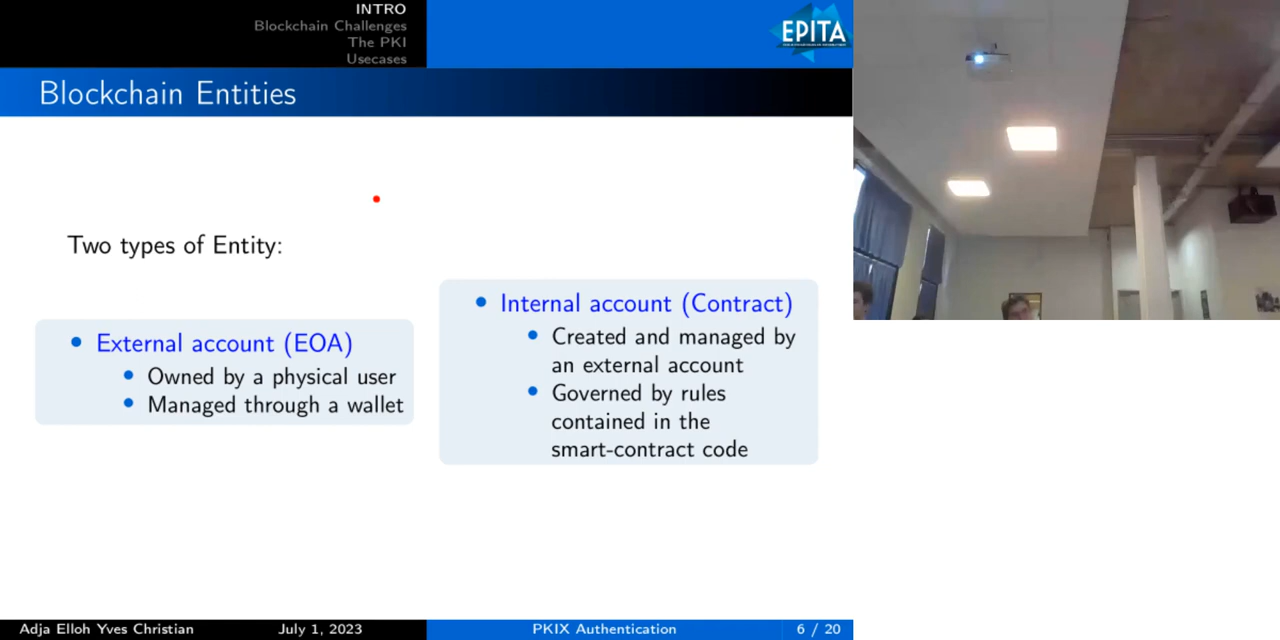 INTRO
Blockchain Challenges
The PKI
Usecases
EPITA
Blockchain Entities
Two types of Entity:
External account (EOA)
Owned by a physical user
Managed through a wallet
Internal account (Contract)
Created and managed by
an external account
Governed by rules
contained in the
smart-contract code
Adja Elloh Yves Christian
July 1, 2023
PKIX Authentication
6 / 20